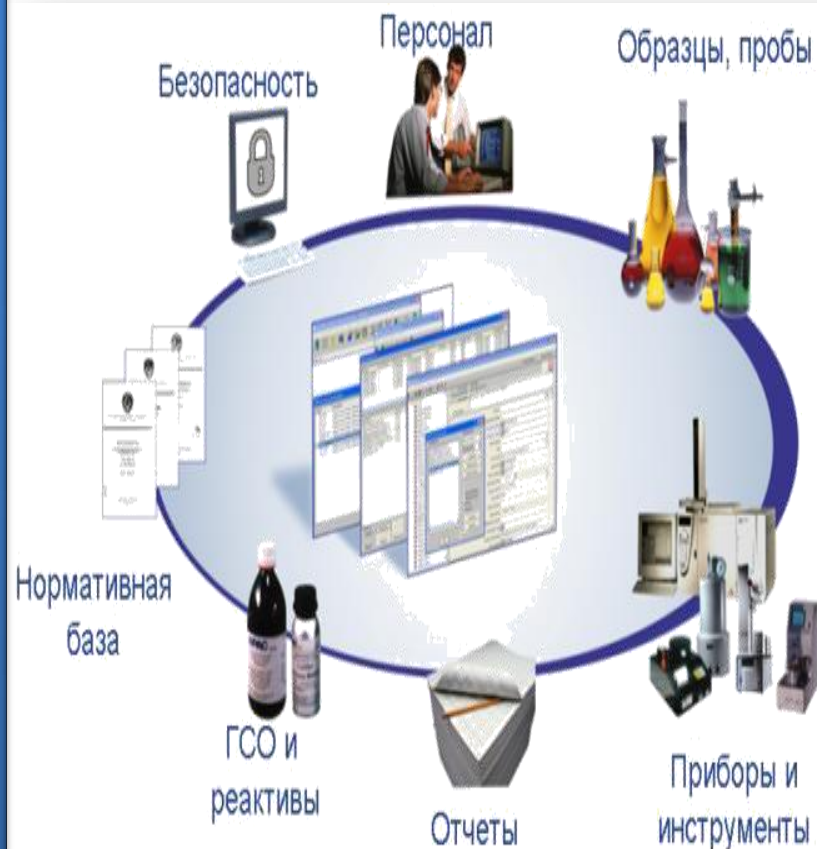 Персонал
Образцы, пробы
Безопасность
Нормативная
база
ГСО и
реактивы
Отчеты
Приборы и
инструменты